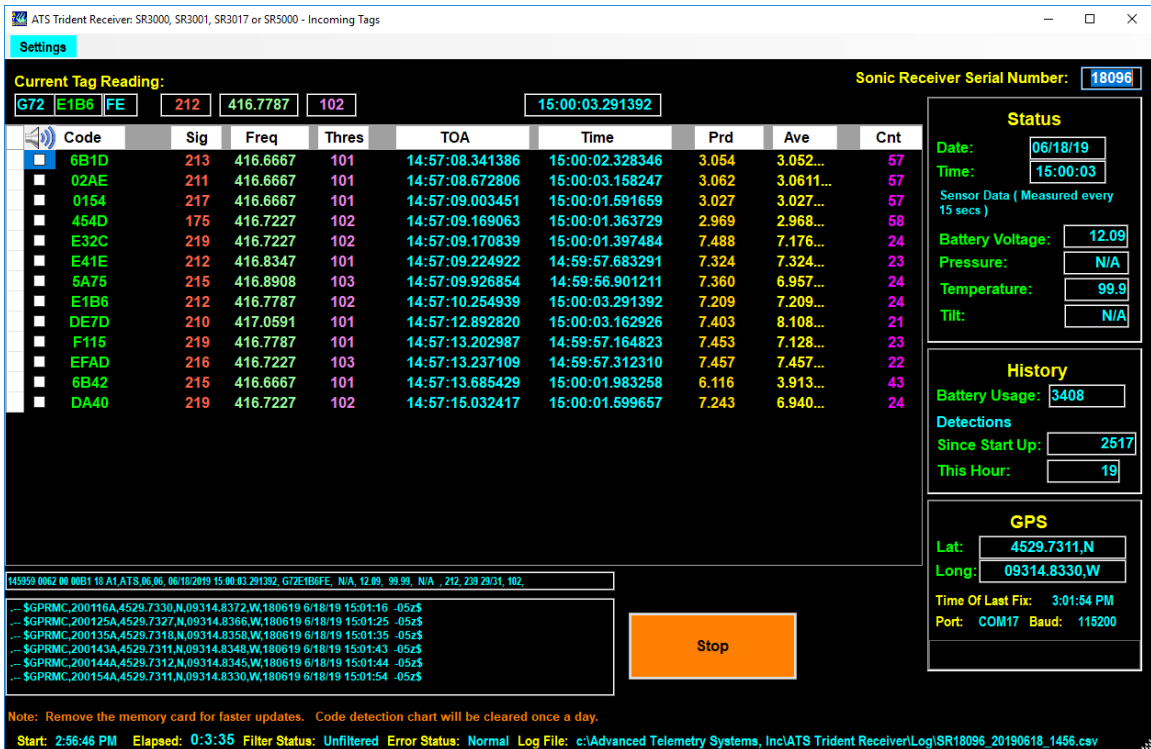 ATS Trident Receiver: SR3000, SR3001, SR3017 or SR5000 - Incoming Tags
Settings
Current Tag Reading:
Sonic Receiver Serial Number: 18096
G72 E1B6 FE 212 416.7787 102 15:00:03.291392
Code Sig Freq Thres TOA Time Prd Ave Cnt
6B1D 213 416.6667 101 14:57:08.341386 15:00:02.328346 3.054 3.052... 57
02AE 211 416.6667 101 14:57:08.672806 15:00:03.158247 3.062 3.0611... 57
0154 217 416.6667 101 14:57:09.003451 15:00:01.591659 3.027 3.027... 57
454D 175 416.7227 102 14:57:09.169063 15:00:01.363729 2.969 2.968... 58
E32C 219 416.7227 102 14:57:09.170839 15:00:01.397484 7.488 7.176... 24
E41E 212 416.8347 101 14:57:09.224922 14:59:57.683291 7.324 7.324... 23
5A75 215 416.8908 103 14:57:09.926854 14:59:56.901211 7.360 6.957... 24
E1B6 212 416.7787 102 14:57:10.254939 15:00:03.291392 7.209 7.209... 24
DE7D 210 417.0591 101 14:57:12.892820 15:00:03.162926 7.403 8.108... 21
F115 219 416.7787 101 14:57:13.202987 14:59:57.164823 7.453 7.128... 23
EFAD 216 416.7227 103 14:57:13.237109 14:59:57.312310 7.457 7.457... 22
6B42 215 416.6667 101 14:57:13.685429 15:00:01.983258 6.116 3.913... 43
DA40 219 416.7227 102 14:57:15.032417 15:00:01.599657 7.243 6.940... 24
Status
Date: 06/18/19
Time: 15:00:03
Sensor Data ( Measured every
15 secs )
Battery Voltage: 12.09
Pressure: N/A
Temperature: 99.9
Tilt: N/A
History
Battery Usage: 3408
Detections
Since Start Up: 2517
This Hour: 19
GPS
Lat: 4529.7311,N
Long: 09314.8330,W
Time Of Last Fix: 3:01:54 PM
Port: COM17 Baud: 115200
145959 0062 00 00B1 18 A1,ATS,06,06, 06/18/2019 15:00:03.291392, G72E1B6FE, N/A, 12.09, 99.99, N/A , 212, 239 29/31, 102,
.-- $GPRMC,200116A,4529.7330,N,09314.8372,W,180619 6/18/19 15:01:16 -05z$
.-- $GPRMC,200125A,4529.7327,N,09314.8366,W,180619 6/18/19 15:01:25 -05z$
.-- $GPRMC,200135A,4529.7318,N,09314.8358,W,180619 6/18/19 15:01:35 -05z$
.-- $GPRMC,200143A,4529.7311,N,09314.8348,W,180619 6/18/19 15:01:43 -05z$
.-- $GPRMC,200144A,4529.7312,N,09314.8345,W,180619 6/18/19 15:01:44 -05z$
.-- $GPRMC,200154A,4529.7311,N,09314.8330,W,180619 6/18/19 15:01:54 -05z$
Stop
Note: Remove the memory card for faster updates. Code detection chart will be cleared once a day.
Start: 2:56:46 PM Elapsed: 0:3:35 Filter Status: Unfiltered Error Status: Normal Log File: c:\Advanced Telemetry Systems, Inc\ATS Trident Receiver\Log\SR18096_20190618_1456.csv